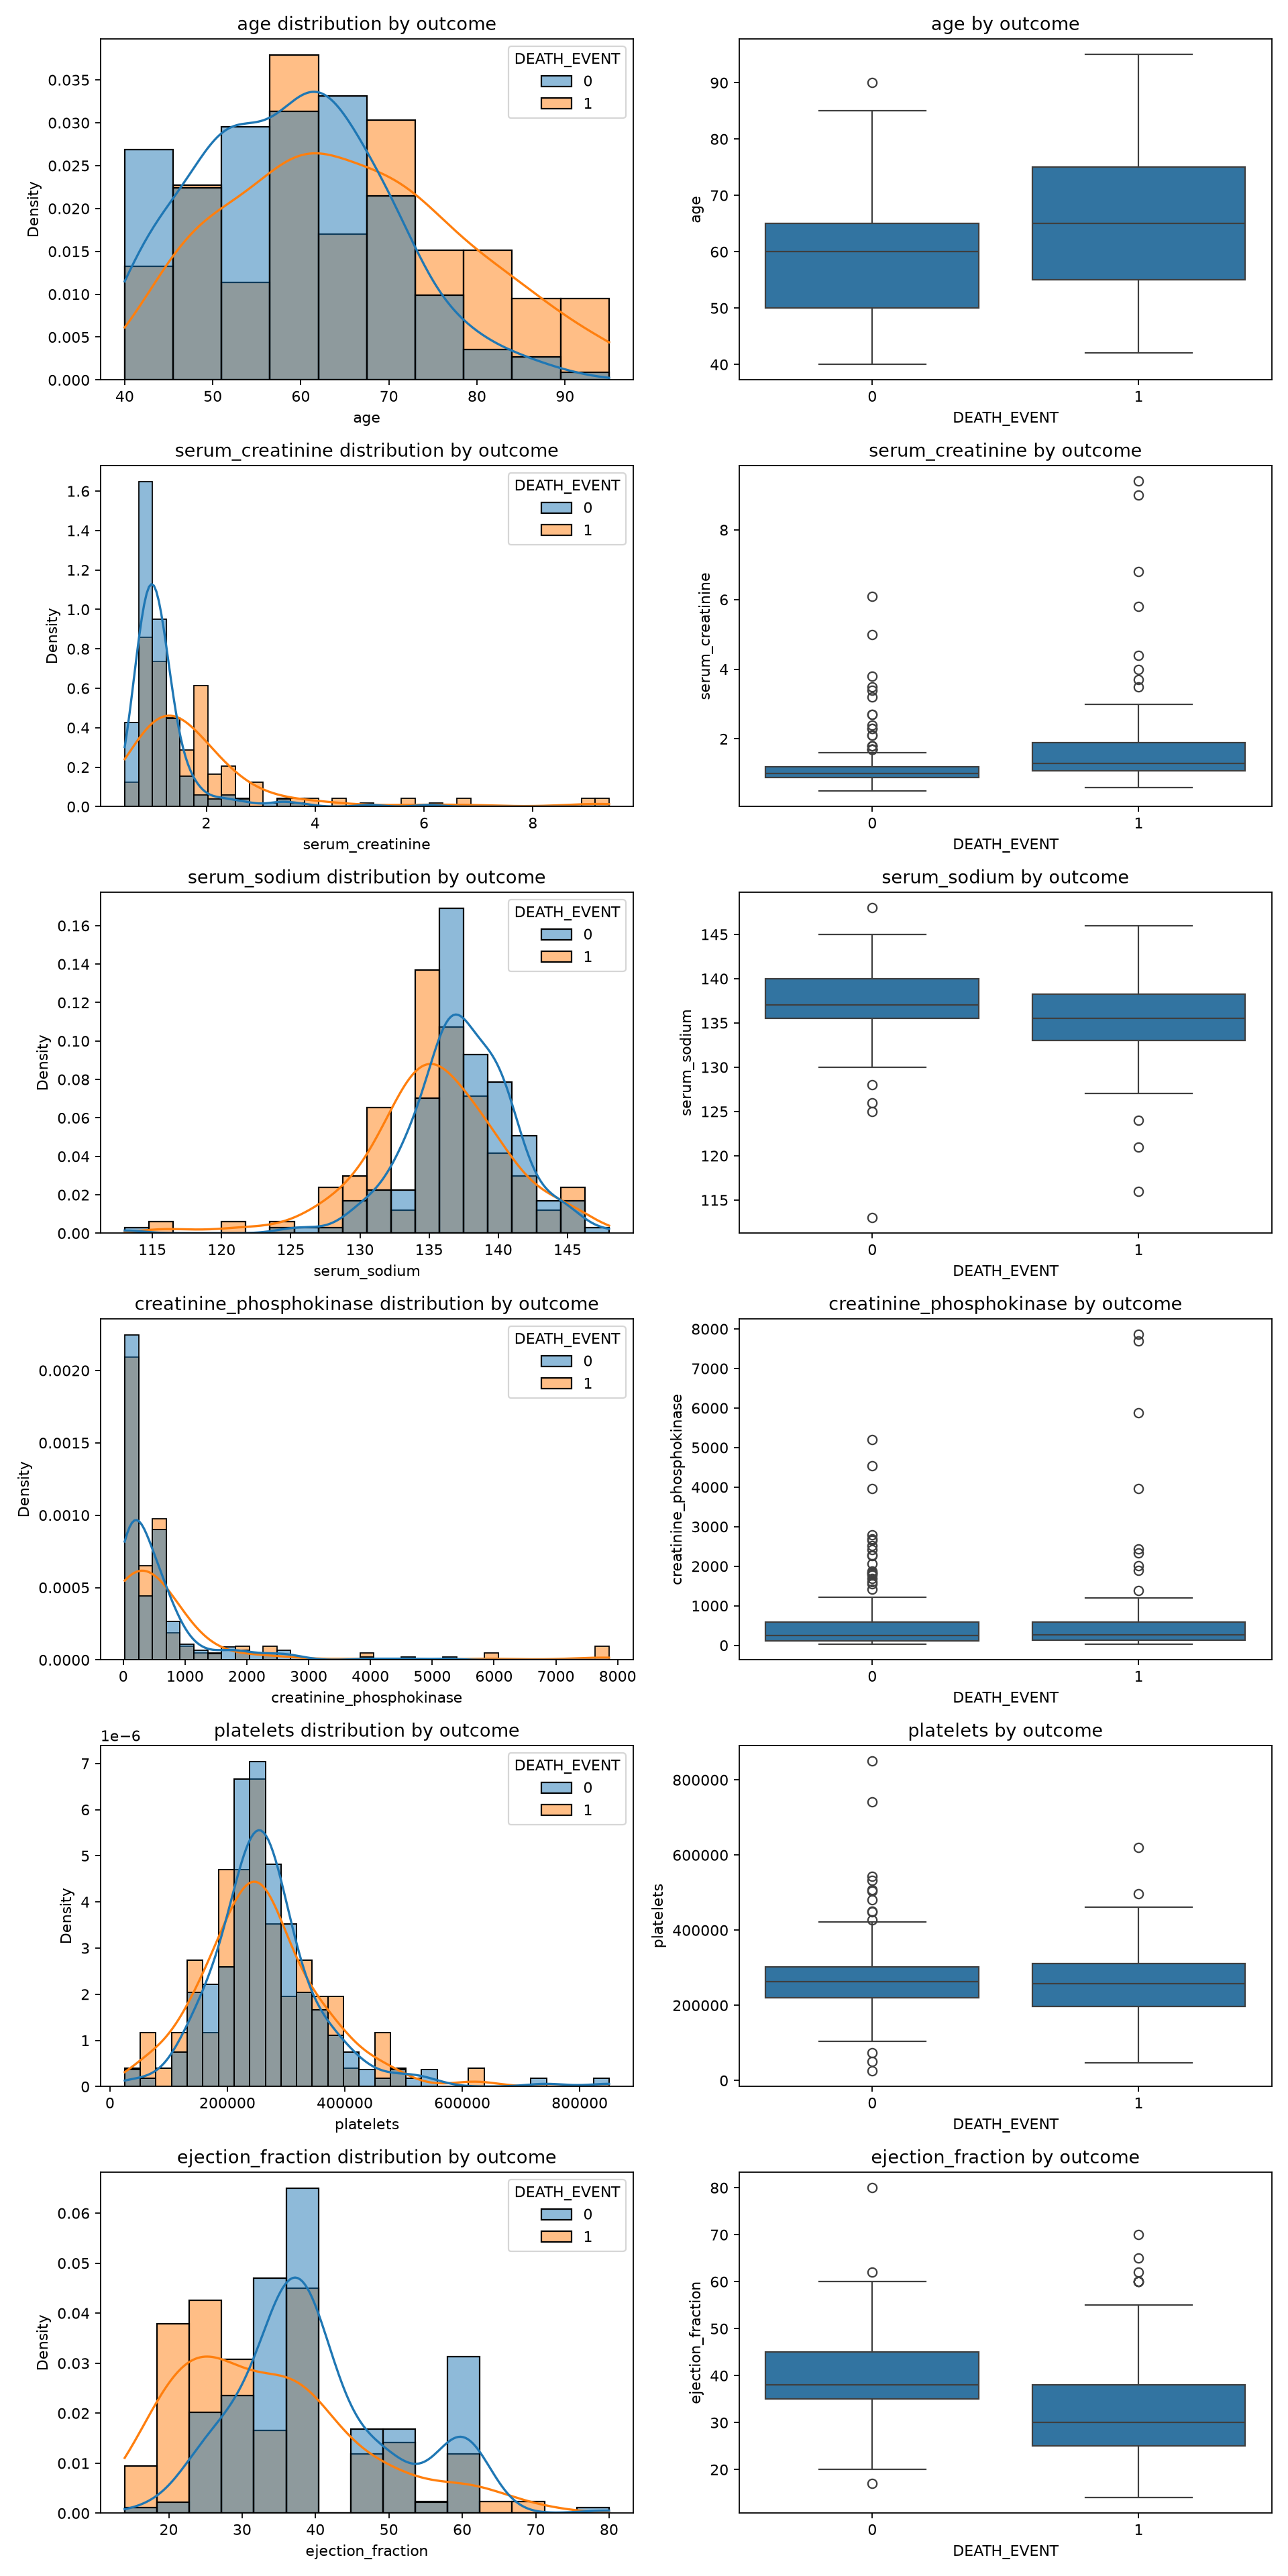 age distribution by outcome
DEATH_EVENT
0
1
0.035
0.030
0.025
0.020
0.015
0.010
0.005
0.000
Density
40 50 60 70 80 90
age
age by outcome
90
80
70
60
50
40
age
0 1
DEATH_EVENT
serum_creatinine distribution by outcome
DEATH_EVENT
0
1
1.6
1.4
1.2
1.0
0.8
0.6
0.4
0.2
0.0
Density
2 4 6 8
serum_creatinine
serum_creatinine by outcome
8
6
4
2
serum_creatinine
0 1
DEATH_EVENT
serum_sodium distribution by outcome
DEATH_EVENT
0
1
0.16
0.14
0.12
0.10
0.08
0.06
0.04
0.02
0.00
Density
115 120 125 130 135 140 145
serum_sodium
serum_sodium by outcome
145
140
135
130
125
120
115
serum_sodium
0 1
DEATH_EVENT
creatinine_phosphokinase distribution by outcome
DEATH_EVENT
0
1
0.0020
0.0015
0.0010
0.0005
0.0000
Density
0 1000 2000 3000 4000 5000 6000 7000 8000
creatinine_phosphokinase
creatinine_phosphokinase by outcome
8000
7000
6000
5000
4000
3000
2000
1000
0
creatinine_phosphokinase
0 1
DEATH_EVENT
platelets distribution by outcome
1e−6
DEATH_EVENT
0
1
7
6
5
4
3
2
1
0
Density
0 200000 400000 600000 800000
platelets
platelets by outcome
800000
600000
400000
200000
0
platelets
0 1
DEATH_EVENT
ejection_fraction distribution by outcome
DEATH_EVENT
0
1
0.06
0.05
0.04
0.03
0.02
0.01
0.00
Density
20 30 40 50 60 70 80
ejection_fraction
ejection_fraction by outcome
80
70
60
50
40
30
20
ejection_fraction
0 1
DEATH_EVENT